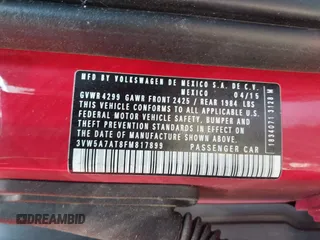 MFD BY VOLKSWAGEN DE MEXICO S.A. DE C.V.
MEXICO 04/15
GVWR 4299 GAWR FRONT 2425 / REAR 1984 LBS
THIS VEHICLE CONFORMS TO ALL APPLICABLE U.S.
FEDERAL MOTOR VEHICLE SAFETY, BUMPER, AND
THEFT PREVENTION STANDARDS IN EFFECT ON THE
DATE OF MANUFACTURE SHOWN ABOVE.
3VW5A7AT8FM817899 PASSENGER CAR
1834071 3128 M
DREAMBID